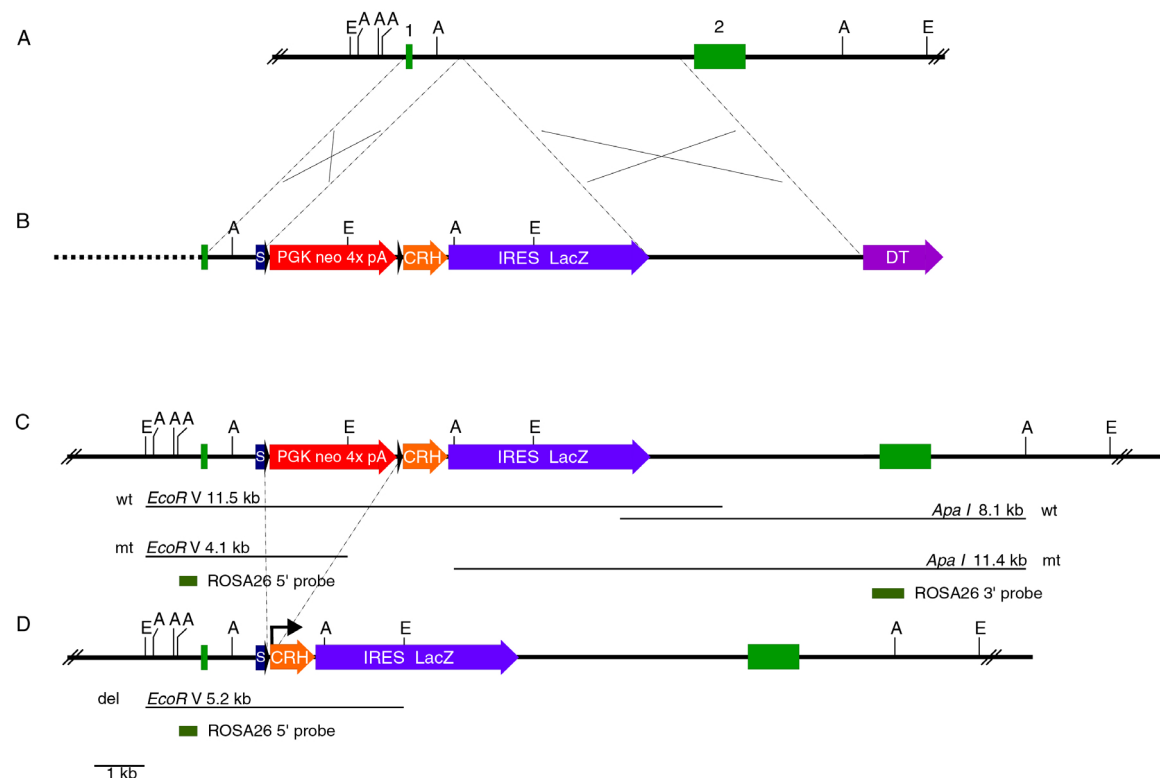 A
E A A A 1 A 2 A E
B
A E A E
S PGK neo 4x pA CRH IRES LacZ DT
C
E A A A A E A E A E
S PGK neo 4x pA CRH IRES LacZ
wt EcoR V 11.5 kb
Apa I 8.1 kb wt
mt EcoR V 4.1 kb
Apa I 11.4 kb mt
ROSA26 5' probe
ROSA26 3' probe
D
E A A A A A E A E
S CRH IRES LacZ
del EcoR V 5.2 kb
ROSA26 5' probe
1 kb